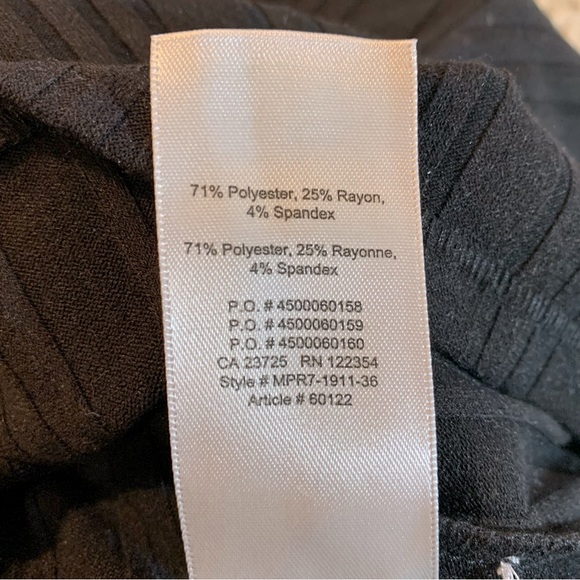 71% Polyester, 25% Rayon,
4% Spandex
71% Polyester, 25% Rayonne,
4% Spandex
P.O. # 4500060158
P.O. # 4500060159
P.O. # 4500060160
CA 23725 RN 122354
Style # MPR7-1911-36
Article # 60122